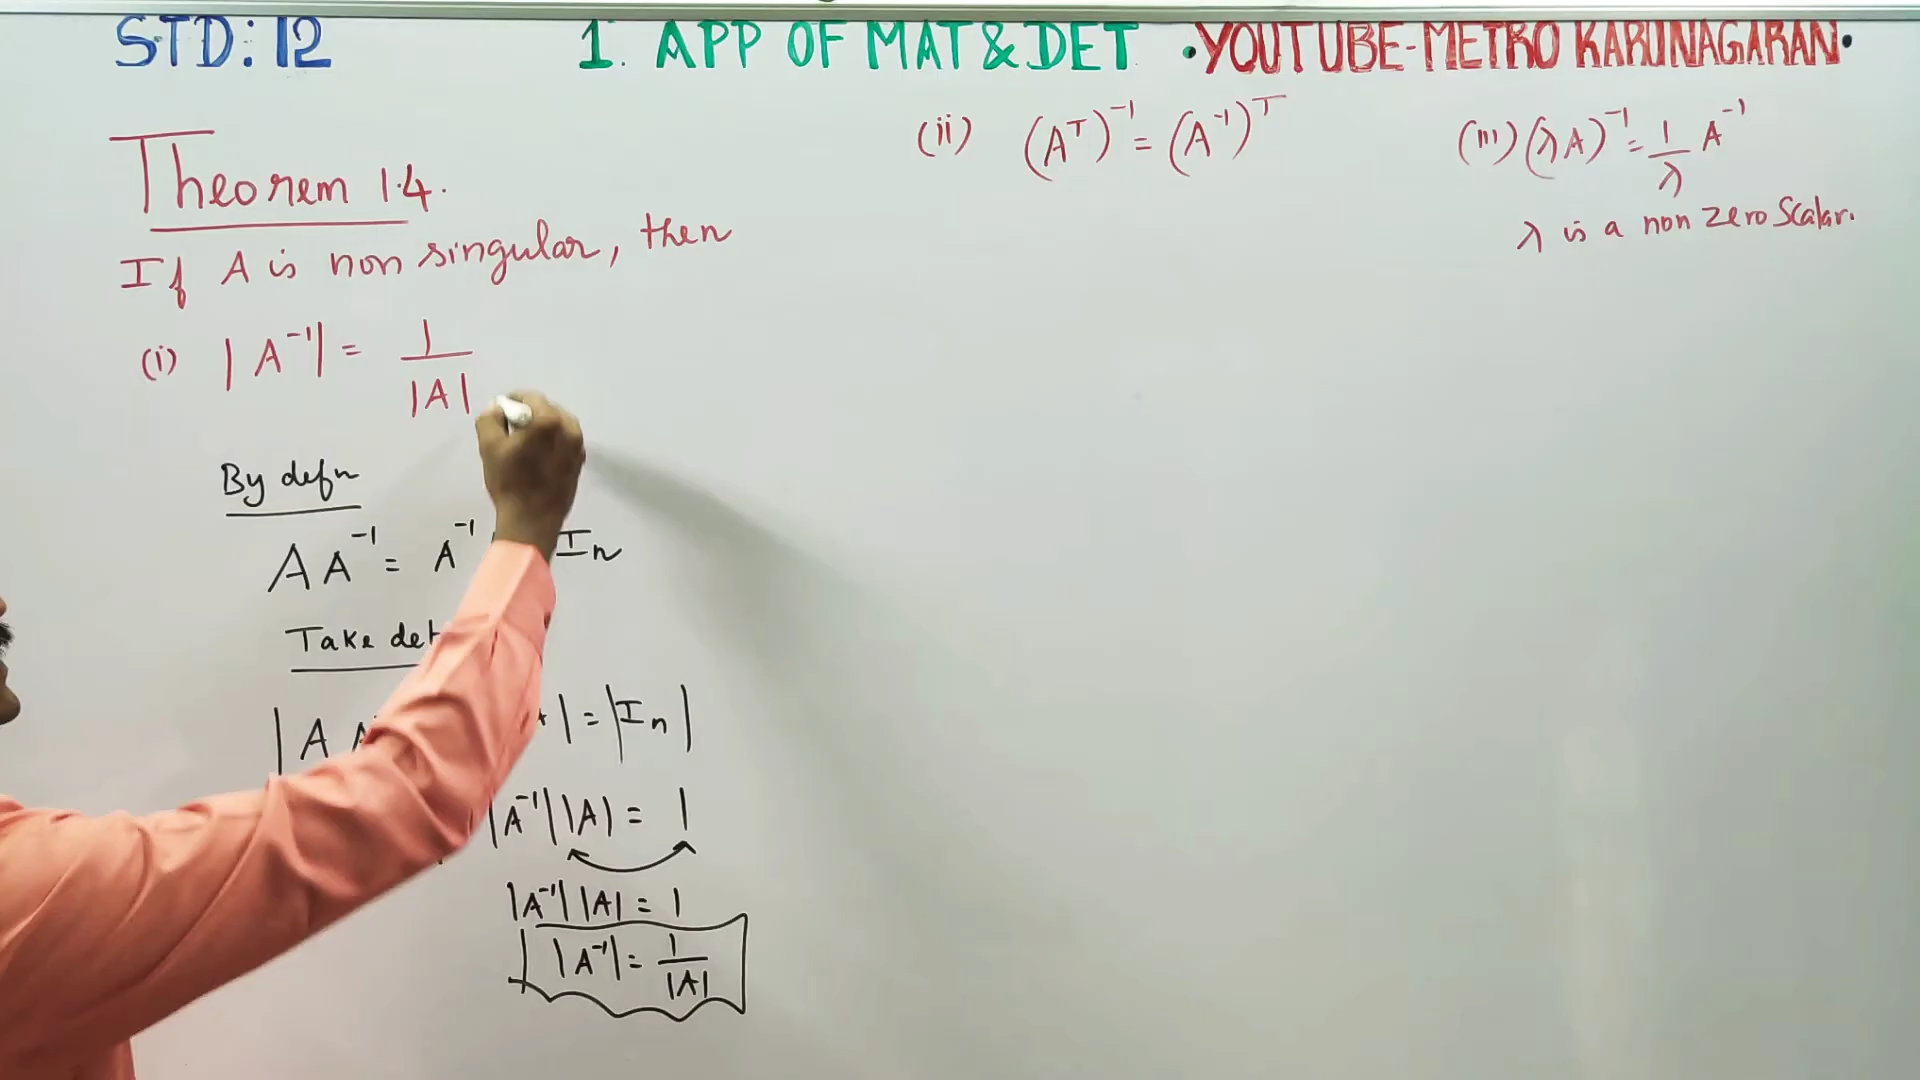 STD: 12 1. APP OF MAT & DET •YOUTUBE-METRO KARUNAGARAN•
Theorem 1.4.
If A is non singular, then
(i) |A⁻¹| = 1/|A|
(ii) (Aᵀ)⁻¹ = (A⁻¹)ᵀ
(iii) (λA)⁻¹ = 1/λ A⁻¹
λ is a non zero Scalar.
By defn
A A⁻¹ = A⁻¹ In
Take det
|A A | = |In|
|A⁻¹| |A| = 1
|A⁻¹| |A| = 1
|A⁻¹| = 1/|A|